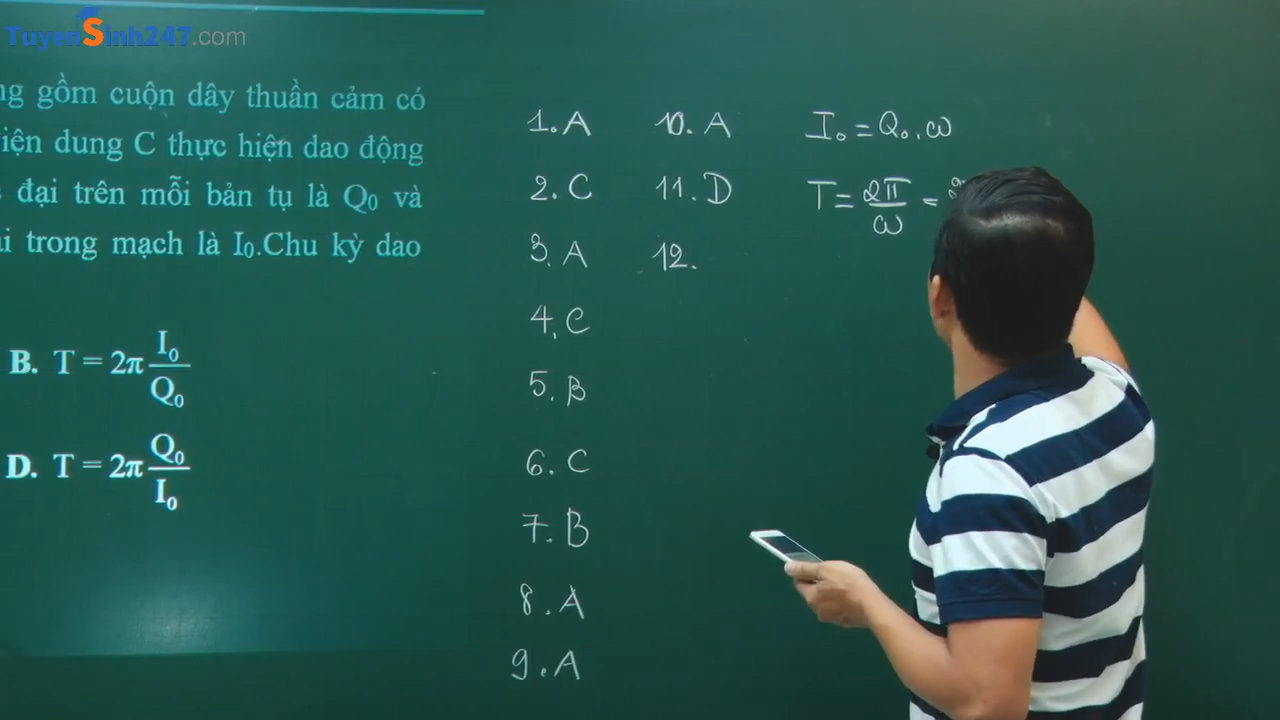 TuyenSinh247.com
ng gồm cuộn dây thuần cảm có
iện dung C thực hiện dao động
đại trên mỗi bản tụ là Q₀ và
i trong mạch là I₀.Chu kỳ dao
B. T = 2π I₀/Q₀
D. T = 2π Q₀/I₀
1. A
2. C
3. A
4. C
5. B
6. C
7. B
8. A
9. A
10. A
11. D
12.
I₀ = Q₀.ω
T = 2π/ω =